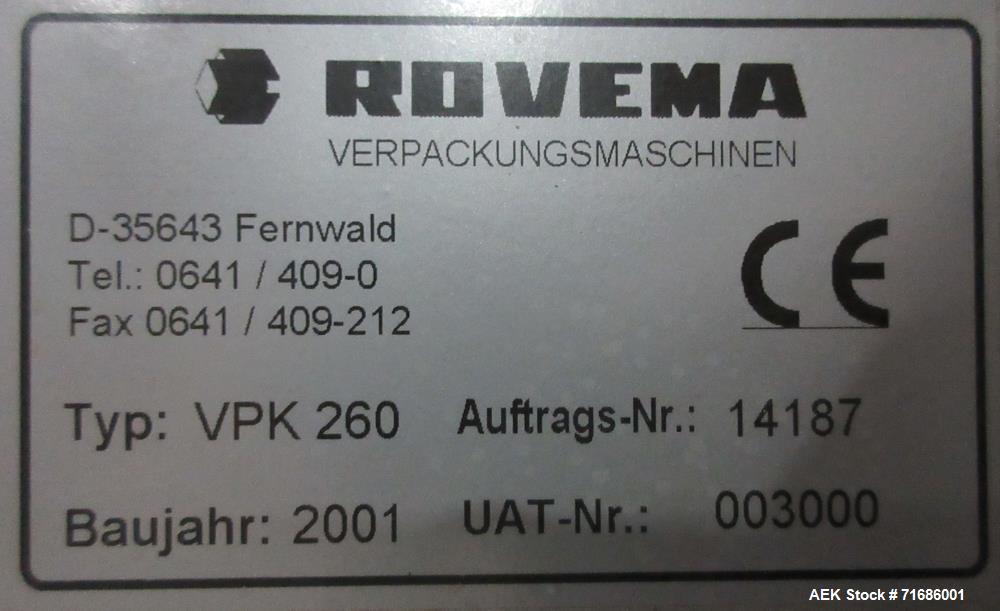 ROVEMA
VERPACKUNGSMASCHINEN
D-35643 Fernwald
Tel.: 0641 / 409-0
Fax 0641 / 409-212
CE
Typ: VPK 260 Auftrags-Nr.: 14187
Baujahr: 2001 UAT-Nr.: 003000
AEK Stock # 71686001